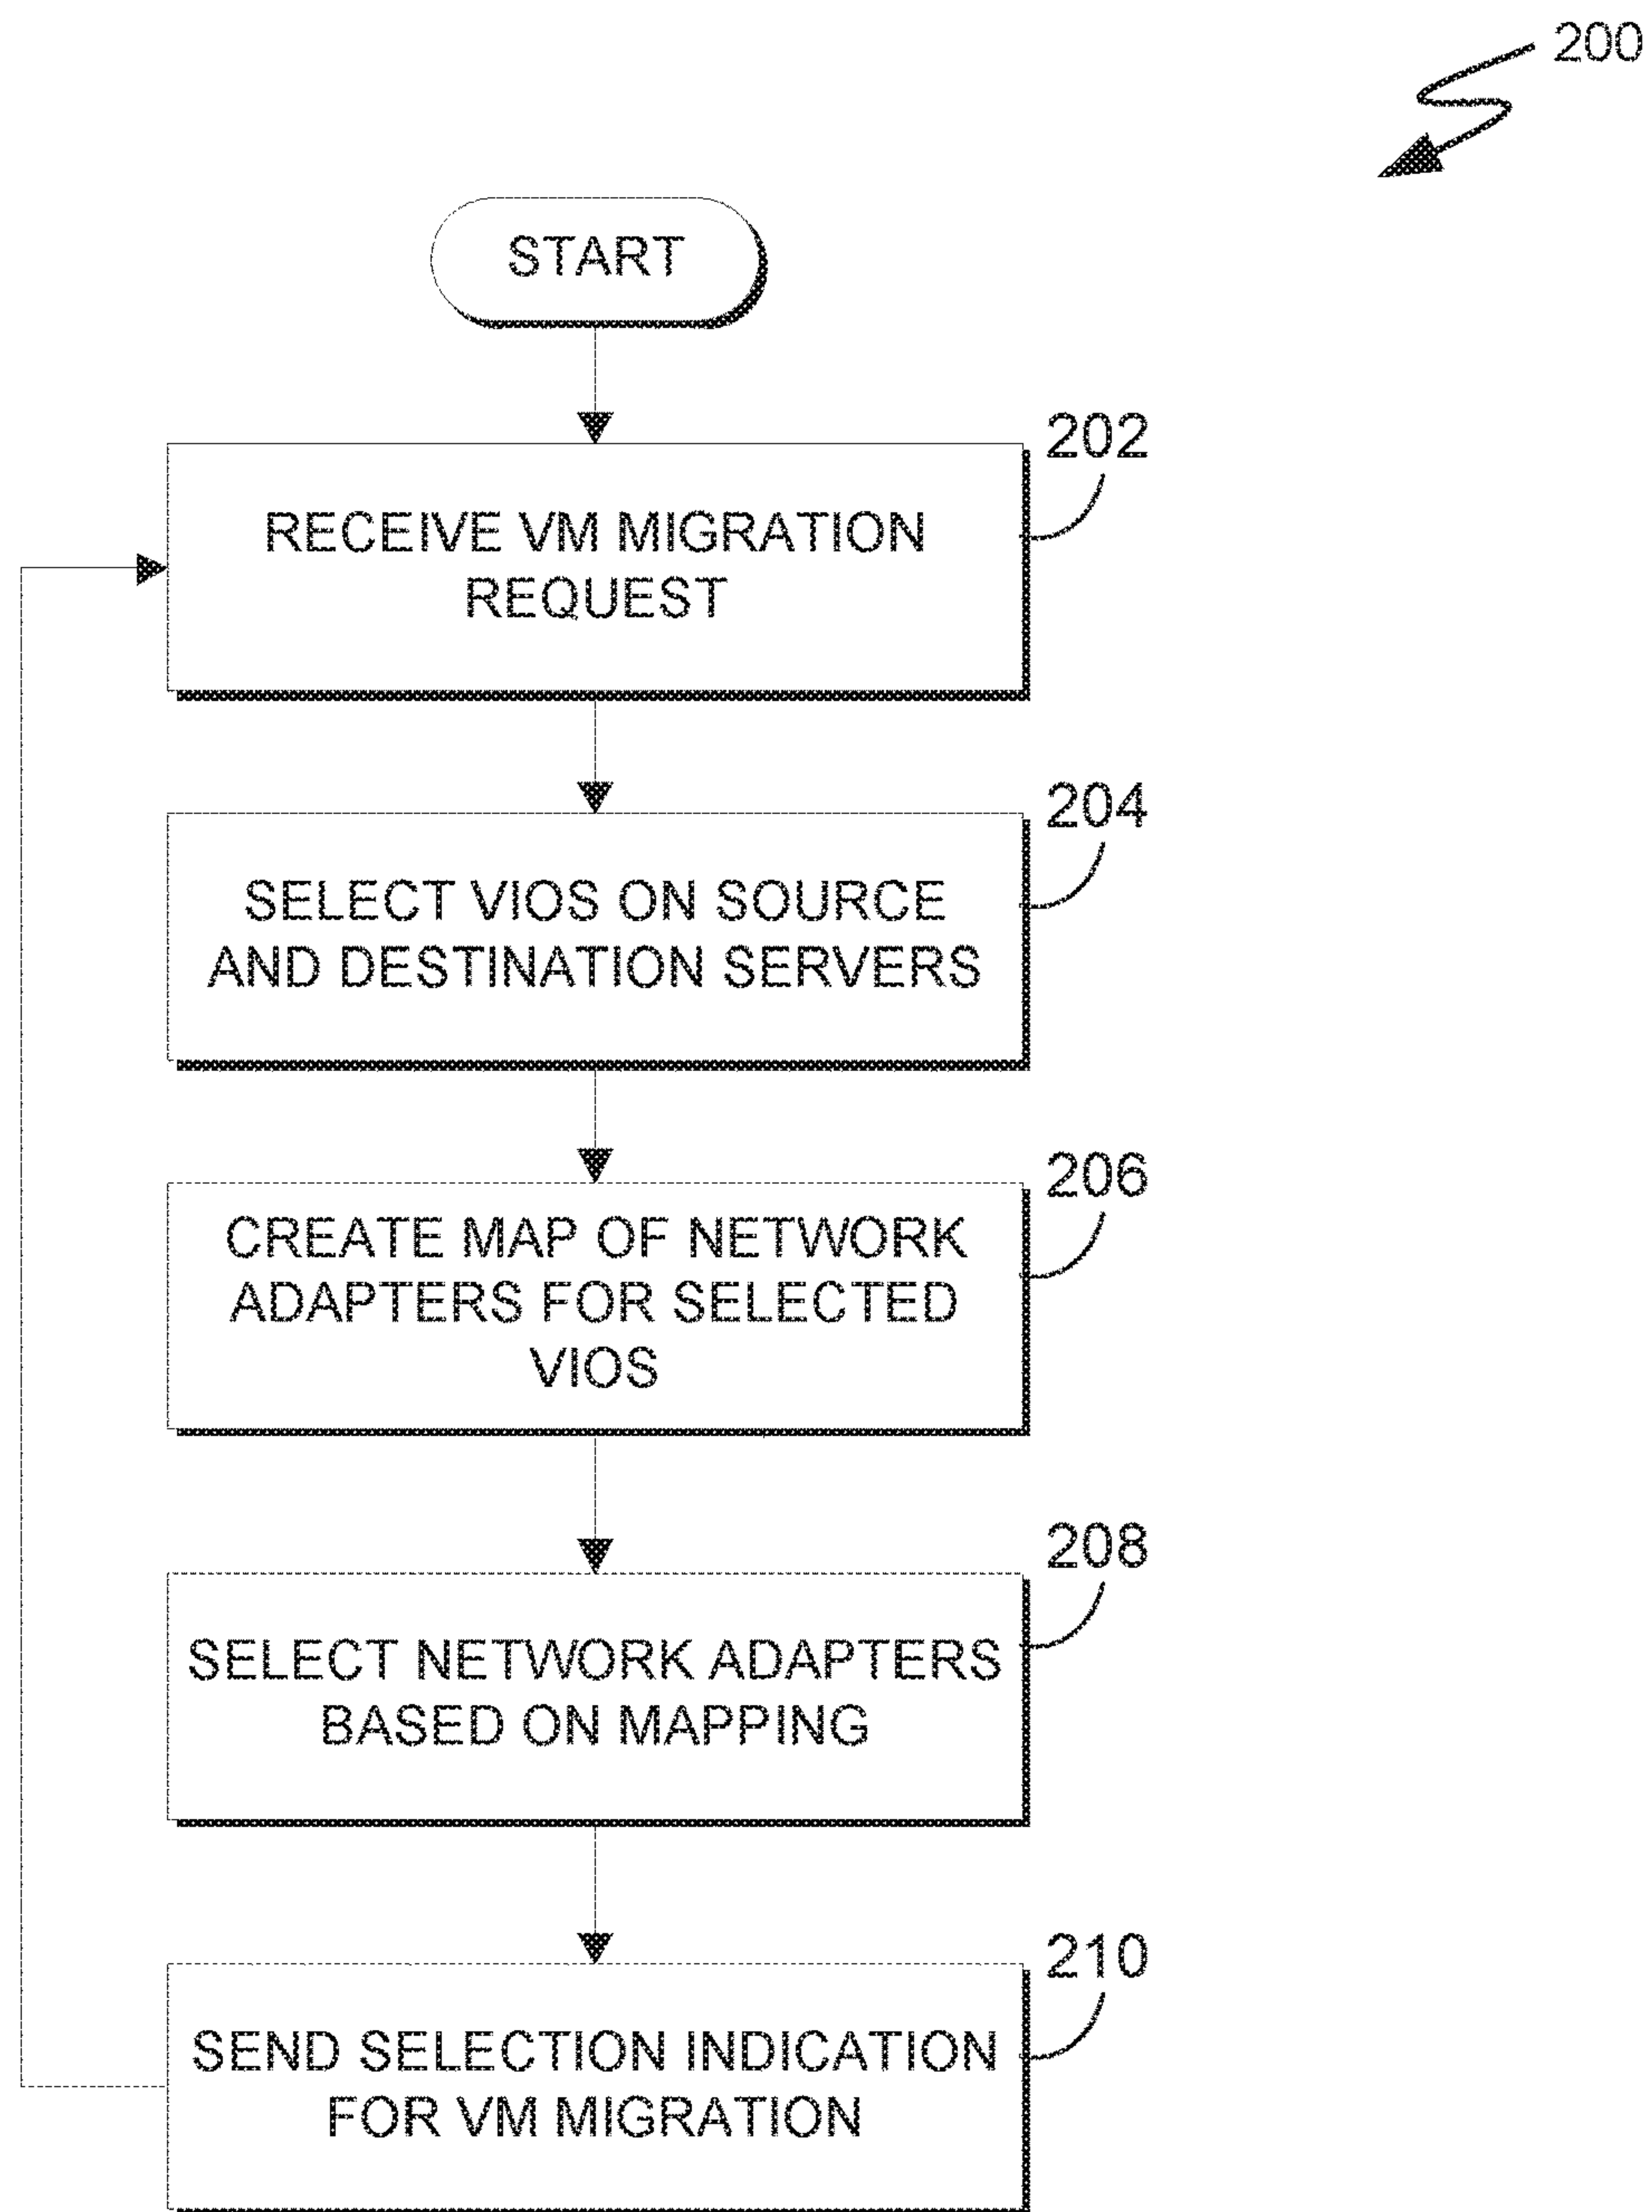 200
START
202
RECEIVE VM MIGRATION
REQUEST
204
SELECT VIOS ON SOURCE
AND DESTINATION SERVERS
206
CREATE MAP OF NETWORK
ADAPTERS FOR SELECTED
VIOS
208
SELECT NETWORK ADAPTERS
BASED ON MAPPING
210
SEND SELECTION INDICATION
FOR VM MIGRATION